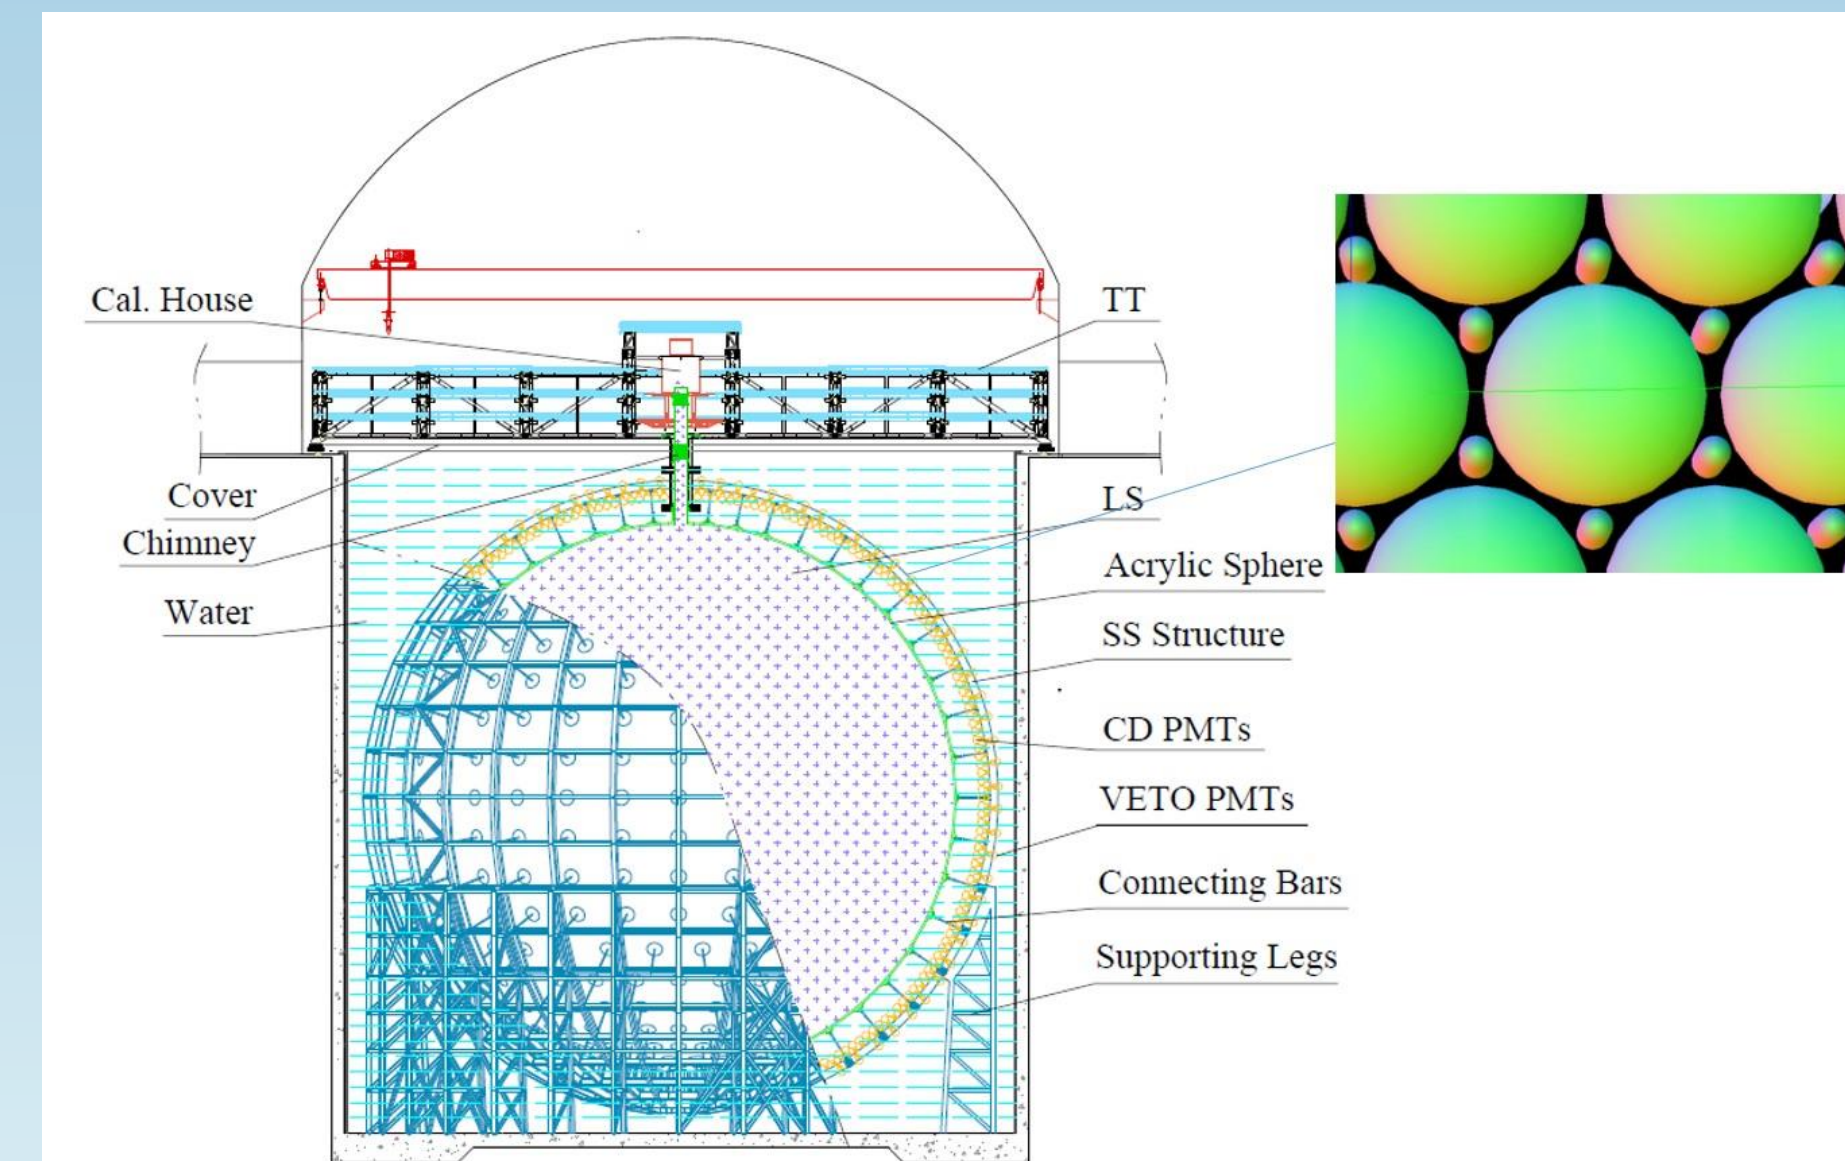 Cal. House
TT
Cover
LS
Chimney
Acrylic Sphere
Water
SS Structure
CD PMTs
VETO PMTs
Connecting Bars
Supporting Legs